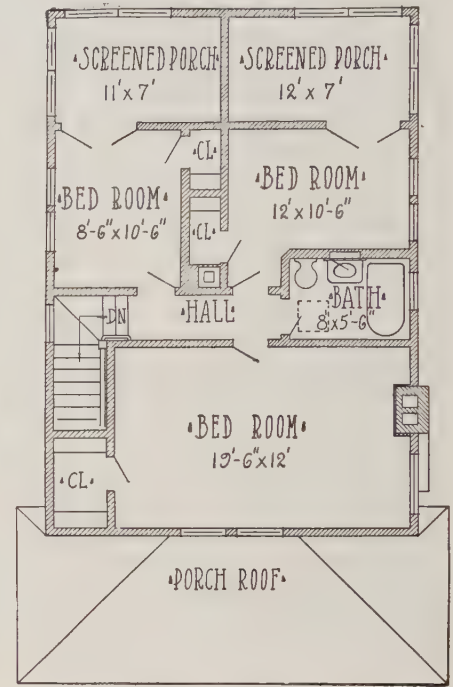 SCREENED PORCH
11' x 7'
SCREENED PORCH
12' x 7'
CL
BED ROOM
8'-6" x 10'-6"
BED ROOM
12' x 10'-6"
CL
DN
HALL
BATH
8' x 5'-6"
BED ROOM
19'-6" x 12'
CL
PORCH ROOF